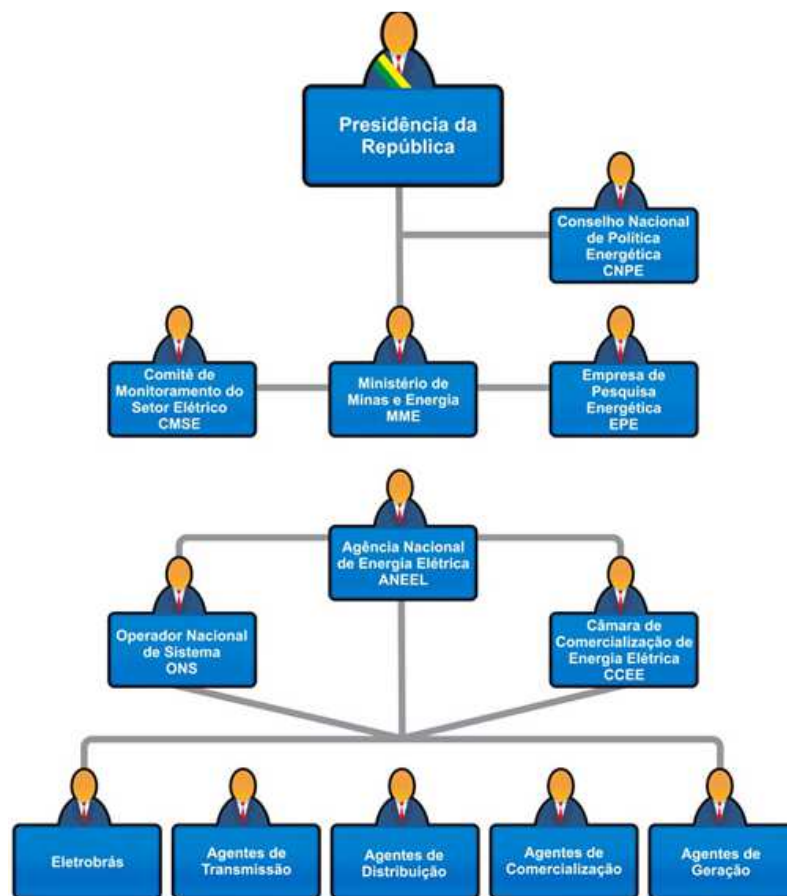 Presidência da
República
Conselho Nacional
de Política
Energética
CNPE
Comitê de
Monitoramento do
Setor Elétrico
CMSE
Ministério de
Minas e Energia
MME
Empresa de
Pesquisa
Energética
EPE
Agência Nacional
de Energia Elétrica
ANEEL
Operador Nacional
de Sistema
ONS
Câmara de
Comercialização de
Energia Elétrica
CCEE
Eletrobrás
Agentes de
Transmissão
Agentes de
Distribuição
Agentes de
Comercialização
Agentes de
Geração